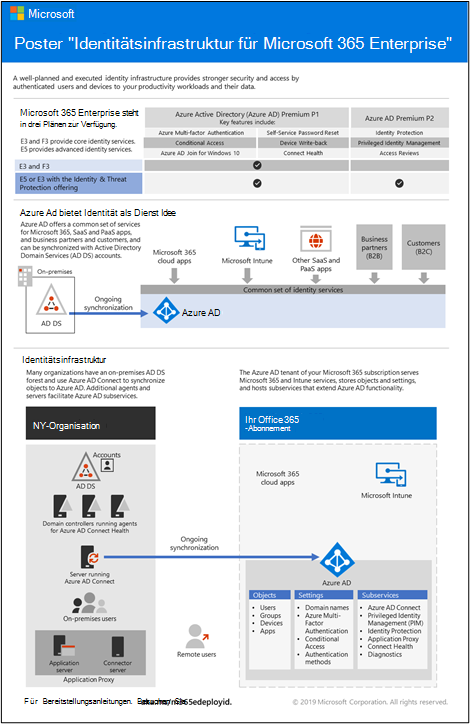 Microsoft
Poster "Identitätsinfrastruktur für Microsoft 365 Enterprise"
A well-planned and executed identity infrastructure provides stronger security and access by
authenticated users and devices to your productivity workloads and their data.
Microsoft 365 Enterprise steht
in drei Plänen zur Verfügung.
E3 and F3 provide core identity services.
E5 provides advanced identity services.
Azure Active Directory (Azure AD) Premium P1
Key features include:
Azure AD Premium P2
Azure Multi-factor Authentication
Self-Service Password Reset
Identity Protection
Conditional Access
Device Write-back
Privileged Identity Management
Azure AD Join for Windows 10
Connect Health
Access Reviews
E3 and F3
E5 or E3 with the Identity & Threat
Protection offering
Azure Ad bietet Identität als Dienst Idee
Azure AD offers a common set of services
for Microsoft 365, SaaS and PaaS apps,
and business partners and customers, and
can be synchronized with Active Directory
Domain Services (AD DS) accounts.
Microsoft 365
cloud apps
Microsoft Intune
Other SaaS and
PaaS apps
Business
partners
(B2B)
Customers
(B2C)
On-premises
AD DS
Ongoing
synchronization
Common set of identity services
Azure AD
Identitätsinfrastruktur
Many organizations have an on-premises AD DS
forest and use Azure AD Connect to synchronize
objects to Azure AD. Additional agents and
servers facilitate Azure AD subservices.
The Azure AD tenant of your Microsoft 365 subscription serves
Microsoft 365 and Intune services, stores objects and settings,
and hosts subservices that extend Azure AD functionality.
NY-Organisation
Ihr Office 365
-Abonnement
Accounts
AD DS
Domain controllers running agents
for Azure AD Connect Health
Server running
Azure AD Connect
On-premises users
Application
server
Connector
server
Application Proxy
Ongoing
synchronization
Remote users
Microsoft 365
cloud apps
Microsoft Intune
Azure AD
Objects
• Users
• Groups
• Devices
• Apps
Settings
• Domain names
• Azure Multi-
Factor
Authentication
• Conditional
Access
• Authentication
methods
Subservices
• Azure AD Connect
• Privileged Identity
Management (PIM)
• Identity Protection
• Application Proxy
• Connect Health
• Diagnostics
Für Bereitstellungsanleitungen.
© 2019 Microsoft Corporation. All rights reserved.